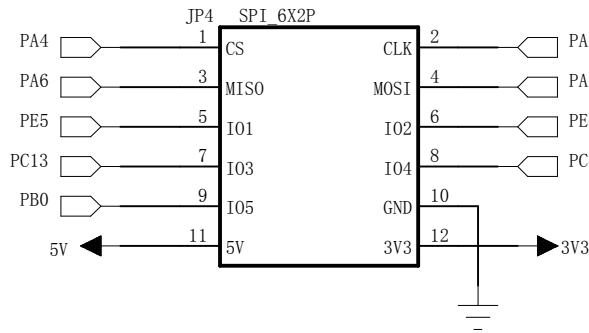 JP4 SPI_6X2P
PA4 1 CS CLK 2 PA
PA6 3 MISO MOSI 4 PA
PE5 5 IO1 IO2 6 PE
PC13 7 IO3 IO4 8 PC
PB0 9 IO5 GND 10
5V 11 5V 3V3 12 3V3